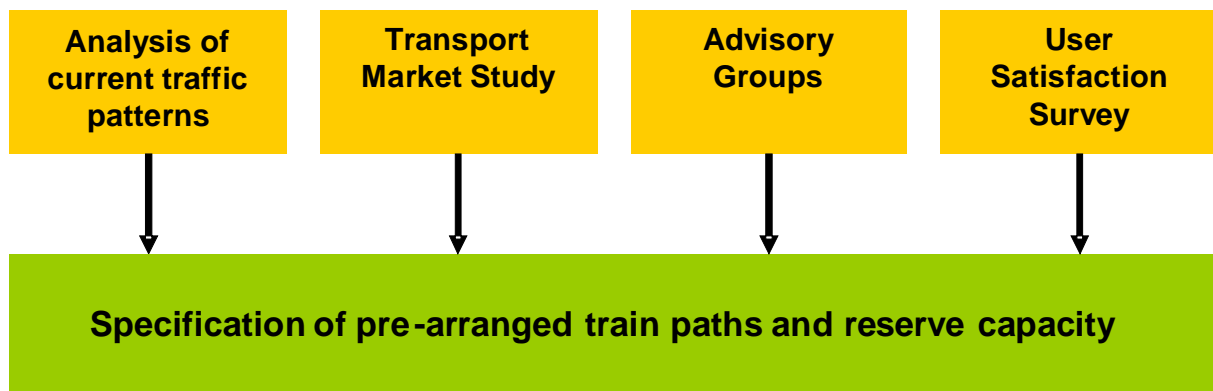 Analysis of
current traffic
patterns
Transport
Market Study
Advisory
Groups
User
Satisfaction
Survey
Specification of pre-arranged train paths and reserve capacity